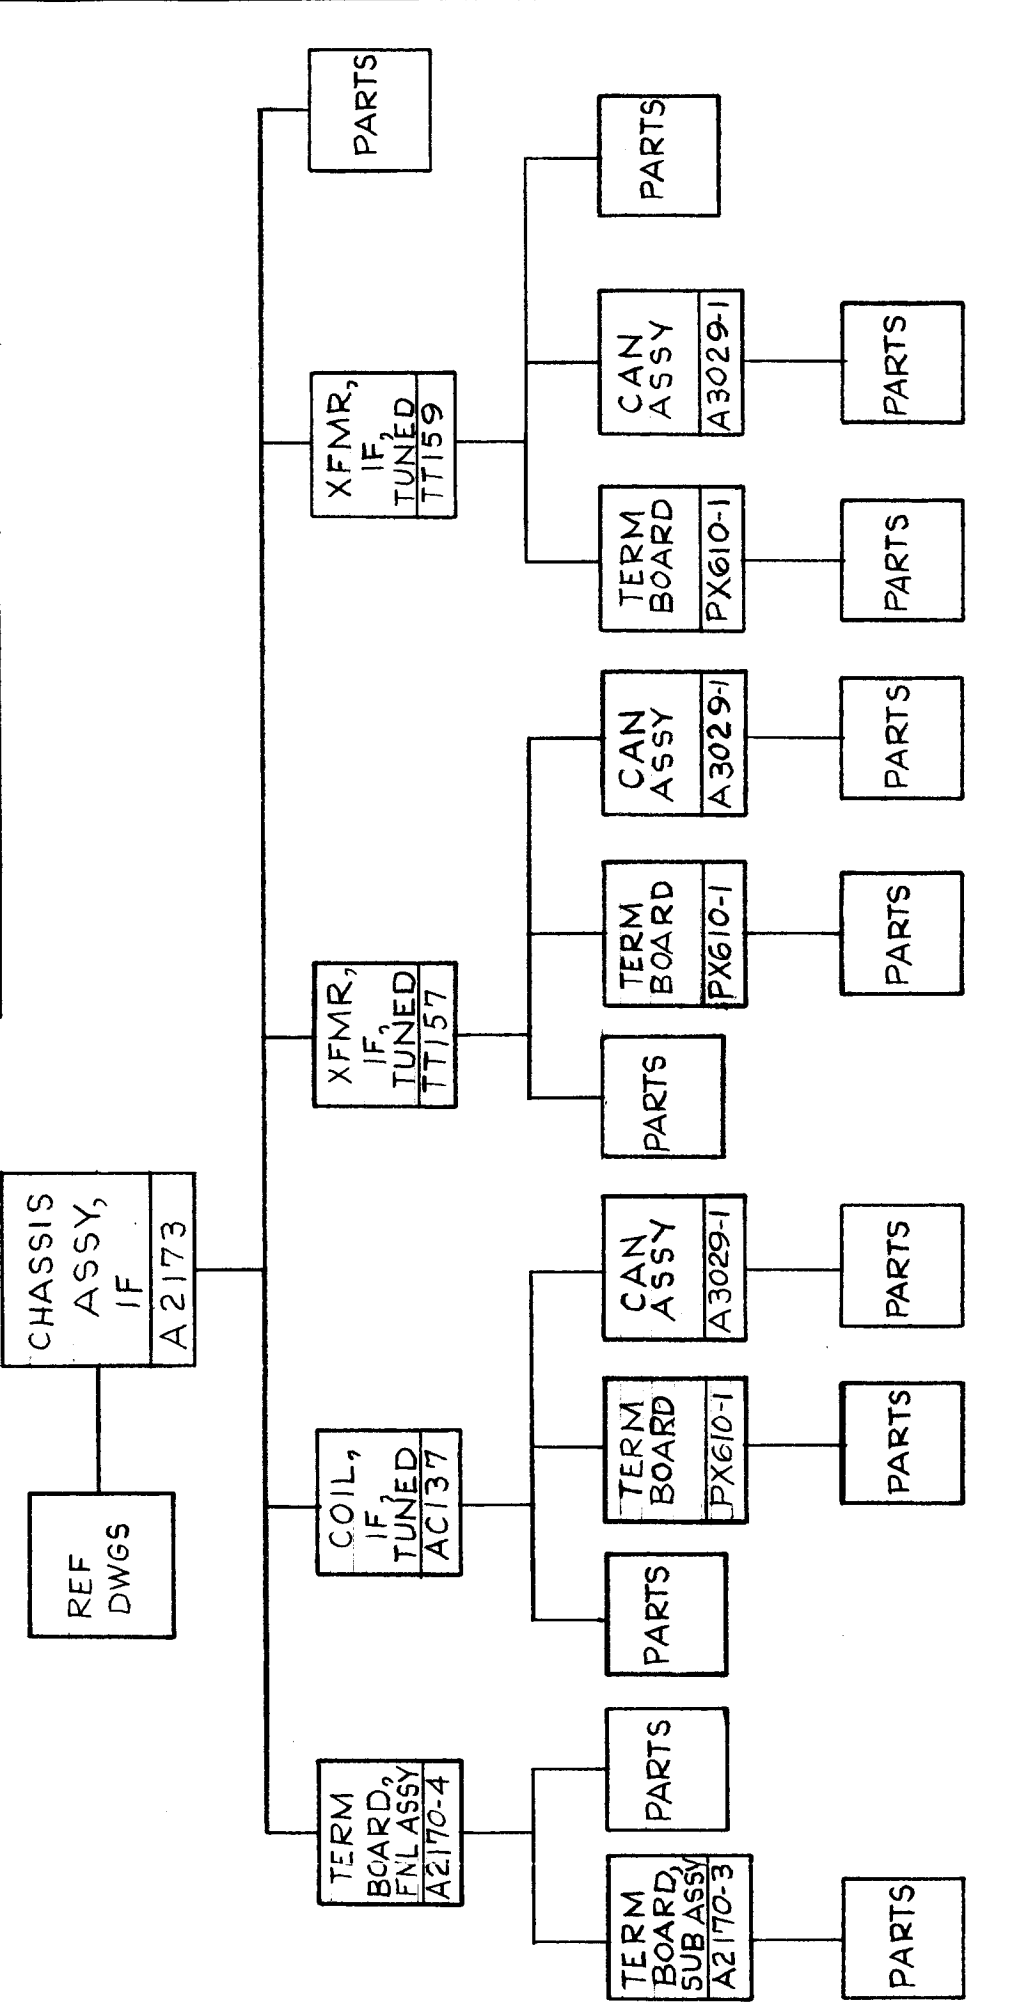 CHASSIS
ASSY,
IF
A2173
REF
DWGS
TERM
BOARD,
FNL ASSY
A2170-4
COIL,
IF,
TUNED
AC137
XFMR,
IF,
TUNED
TT157
XFMR,
IF,
TUNED
TT159
PARTS
TERM
BOARD,
SUB ASSY
A2170-3
PARTS
PARTS
TERM
BOARD
PX610-1
CAN
ASSY
A3029-1
PARTS
TERM
BOARD
PX610-1
CAN
ASSY
A3029-1
TERM
BOARD
PX610-1
CAN
ASSY
A3029-1
PARTS
PARTS
PARTS
PARTS
PARTS
PARTS
PARTS
PARTS